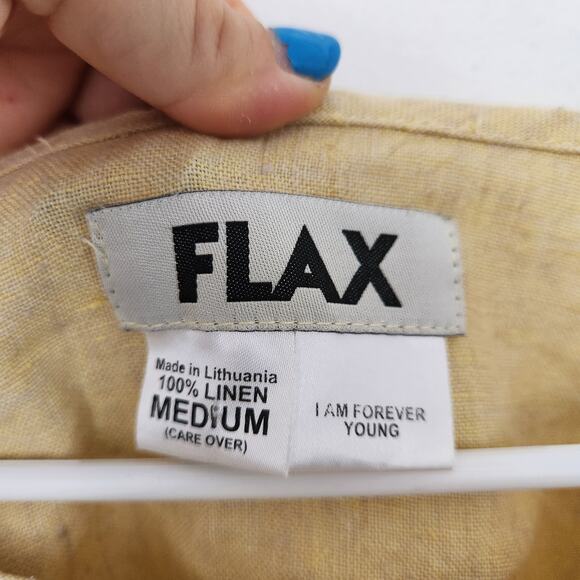 FLAX
Made in Lithuania
100% LINEN
MEDIUM
(CARE OVER)
I AM FOREVER
YOUNG